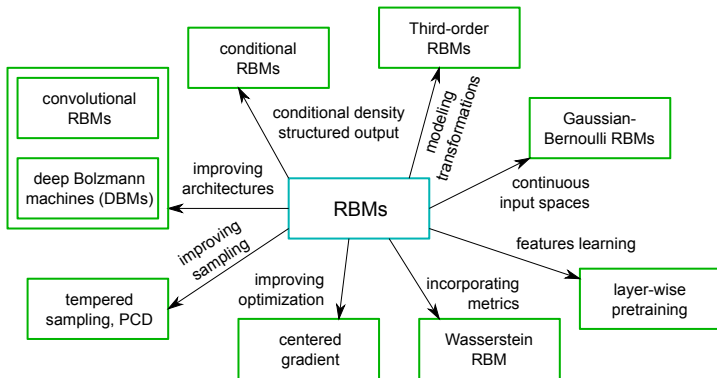 conditional
RBMs
Third-order
RBMs
convolutional
RBMs
conditional density
structured output
modeling
transformations
Gaussian-
Bernoulli RBMs
deep Bolzmann
machines (DBMs)
improving
architectures
RBMs
continuous
input spaces
improving
sampling
features learning
tempered
sampling, PCD
improving
optimization
incorporating
metrics
layer-wise
pretraining
centered
gradient
Wasserstein
RBM